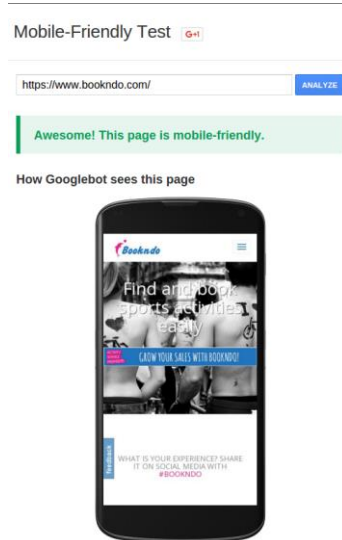 Mobile-Friendly Test G+1
https://www.bookndo.com/ ANALYZE
Awesome! This page is mobile-friendly.
How Googlebot sees this page
Bookndo
Find and book
sports activities
easily
GROW YOUR SALES WITH BOOKNDO!
feedback
WHAT IS YOUR EXPERIENCE? SHARE
IT ON SOCIAL MEDIA WITH
#BOOKNDO